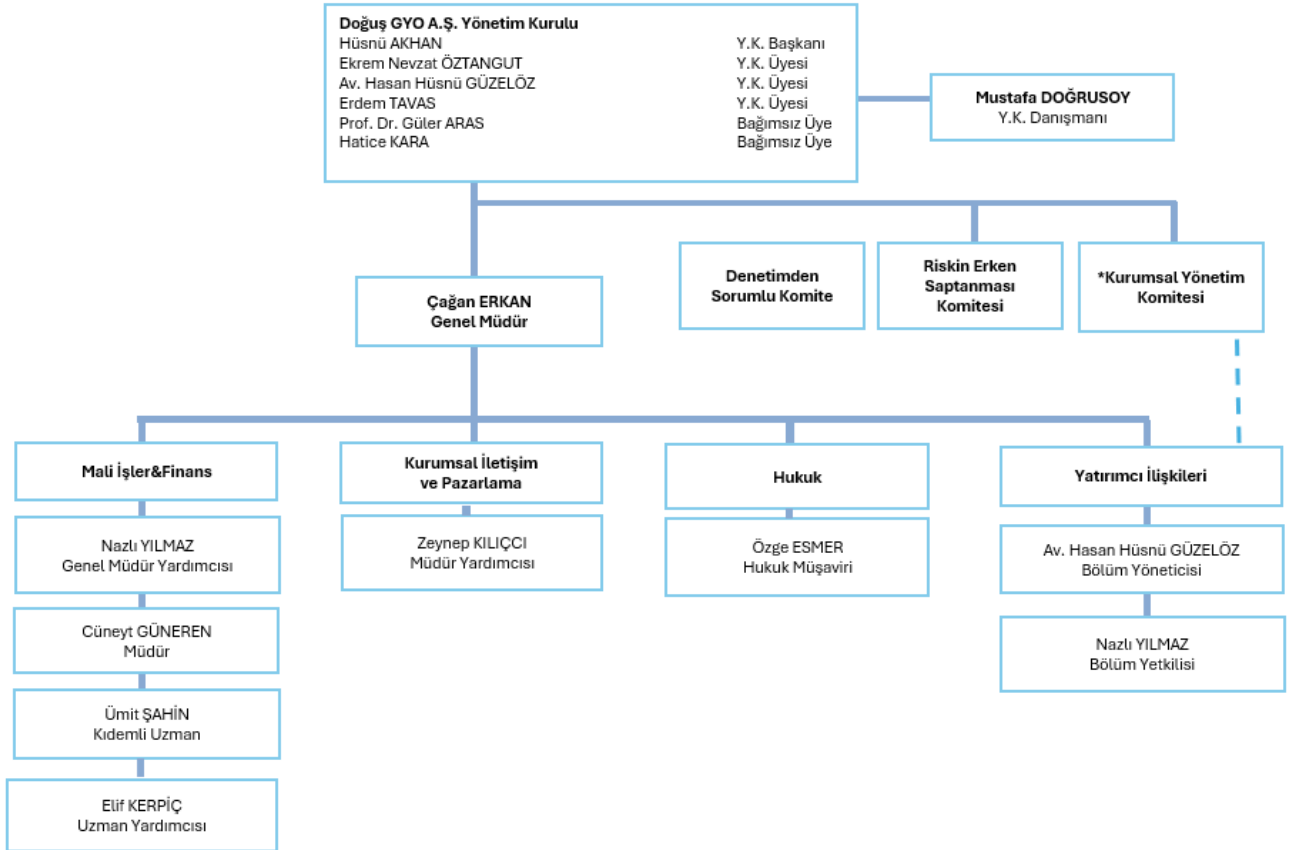 Doğuş GYO A.Ş. Yönetim Kurulu
Hüsnü AKHAN Y.K. Başkanı
Ekrem Nevzat ÖZTANGUT Y.K. Üyesi
Av. Hasan Hüsnü GÜZELÖZ Y.K. Üyesi
Erdem TAVAS Y.K. Üyesi
Prof. Dr. Güler ARAS Bağımsız Üye
Hatice KARA Bağımsız Üye
Mustafa DOĞRUSOY
Y.K. Danışmanı
Çağan ERKAN
Genel Müdür
Denetimden
Sorumlu Komite
Riskin Erken
Saptanması
Komitesi
*Kurumsal Yönetim
Komitesi
Mali İşler&Finans
Nazlı YILMAZ
Genel Müdür Yardımcısı
Cüneyt GÜNEREN
Müdür
Ümit ŞAHİN
Kıdemli Uzman
Elif KERPİÇ
Uzman Yardımcısı
Kurumsal İletişim
ve Pazarlama
Zeynep KILIÇCI
Müdür Yardımcısı
Hukuk
Özge ESMER
Hukuk Müşaviri
Yatırımcı İlişkileri
Av. Hasan Hüsnü GÜZELÖZ
Bölüm Yöneticisi
Nazlı YILMAZ
Bölüm Yetkilisi